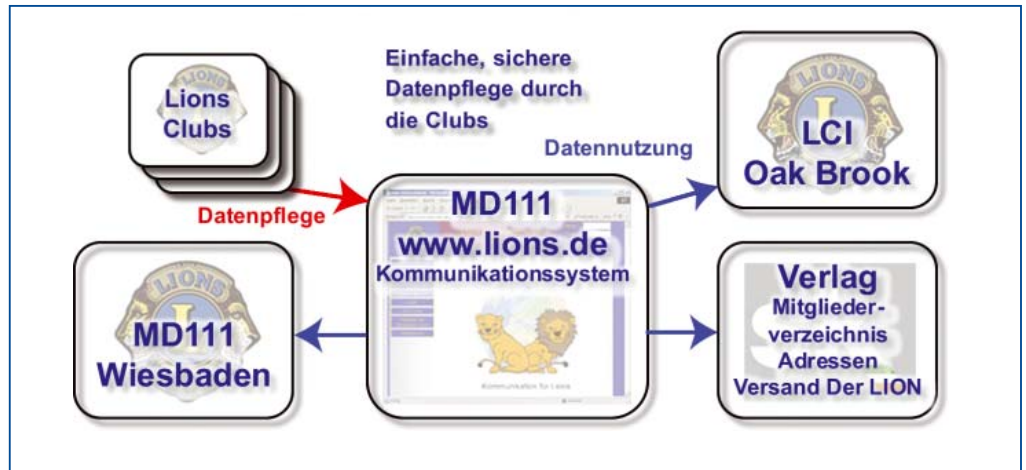 Lions
Clubs
Einfache, sichere
Datenpflege durch
die Clubs
Datennutzung
LIONS
L
LCI
Oak Brook
Datenpflege
MD111
www.lions.de
Kommunikationssystem
Kommunikation für Lions
LIONS
L
MD111
Wiesbaden
Verlag
Mitglieder-
verzeichnis
Adressen
Versand Der LION